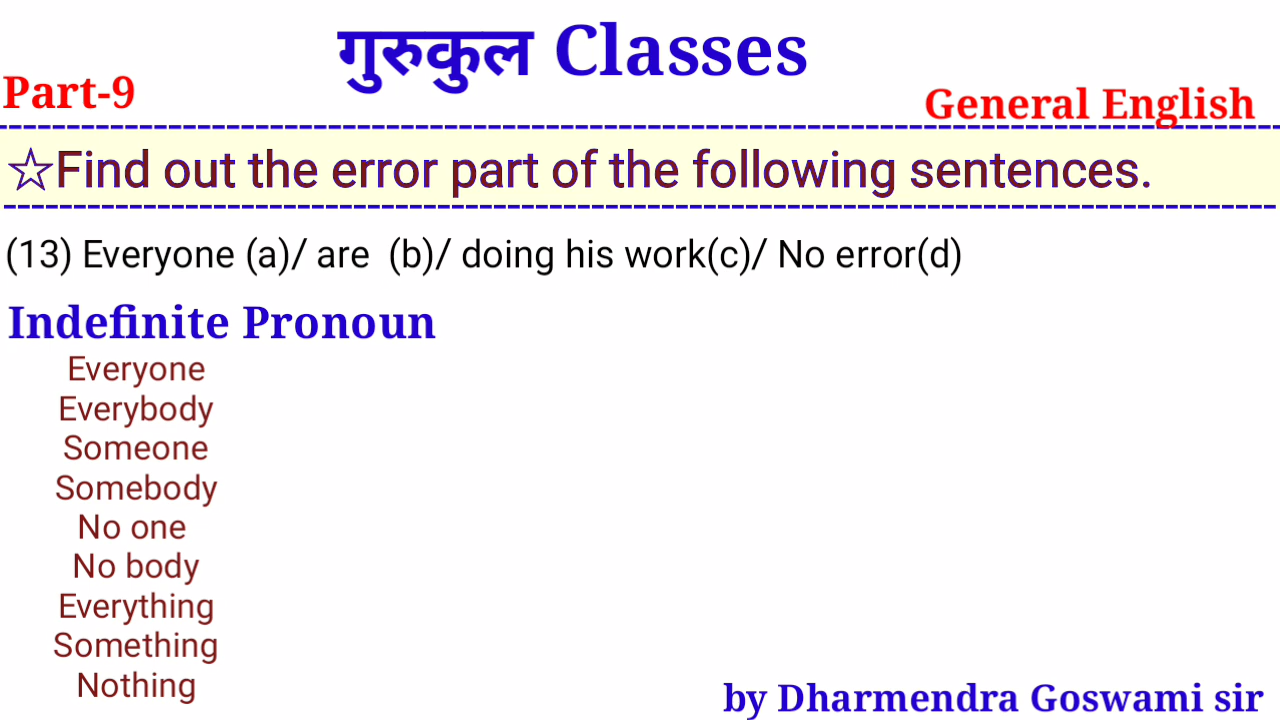 गुरुकुल Classes
Part-9
General English
☆Find out the error part of the following sentences.
(13) Everyone (a)/ are (b)/ doing his work(c)/ No error(d)
Indefinite Pronoun
Everyone
Everybody
Someone
Somebody
No one
No body
Everything
Something
Nothing
by Dharmendra Goswami sir